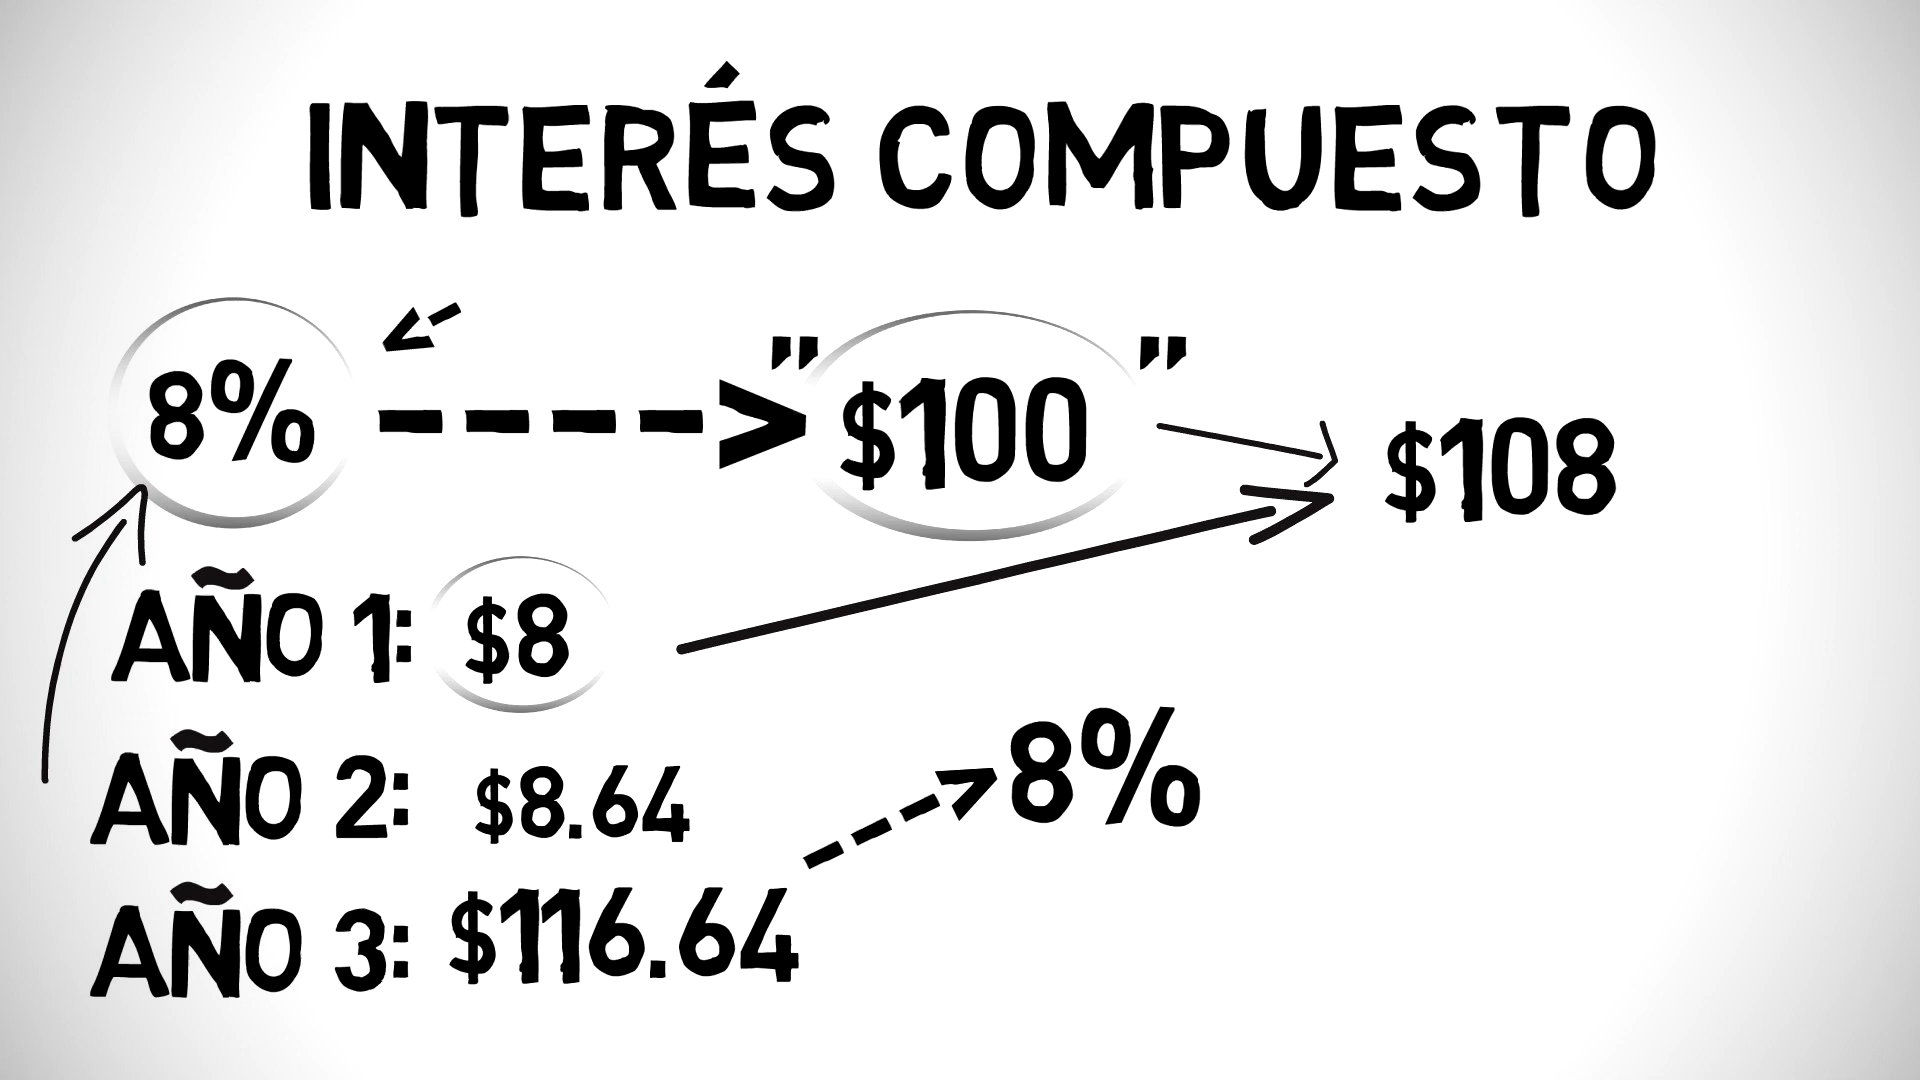 INTERÉS COMPUESTO
8% ----> "$100" $108
AÑO 1: $8
AÑO 2: $8.64 8%
AÑO 3: $116.64